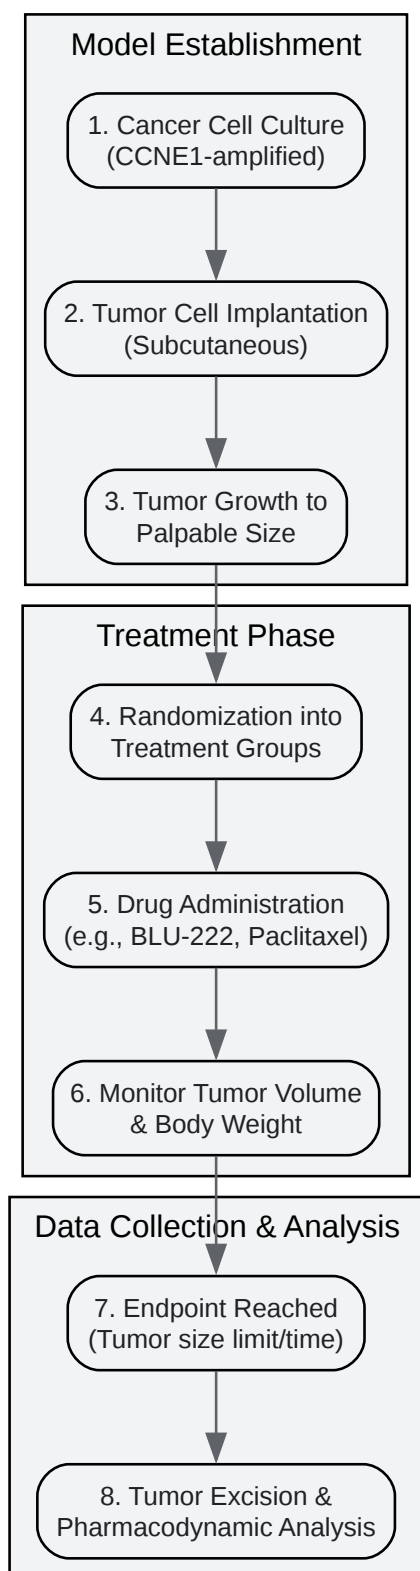 Model Establishment
1. Cancer Cell Culture
(CCNE1-amplified)
2. Tumor Cell Implantation
(Subcutaneous)
3. Tumor Growth to
Palpable Size
Treatment Phase
4. Randomization into
Treatment Groups
5. Drug Administration
(e.g., BLU-222, Paclitaxel)
6. Monitor Tumor Volume
& Body Weight
Data Collection & Analysis
7. Endpoint Reached
(Tumor size limit/time)
8. Tumor Excision &
Pharmacodynamic Analysis